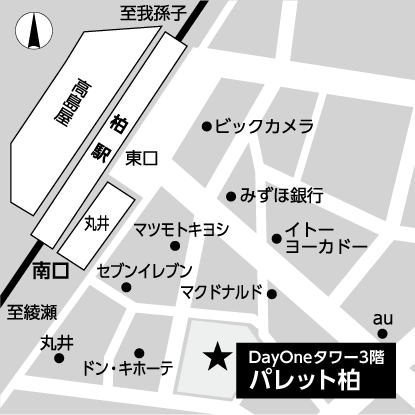 至我孫子
高島屋
柏駅
東口
ビックカメラ
みずほ銀行
丸井
マツモトキヨシ
イトー
ヨーカドー
南口
セブンイレブン
マクドナルド
至綾瀬
au
丸井
ドン・キホーテ
DayOneタワー3階
パレット柏